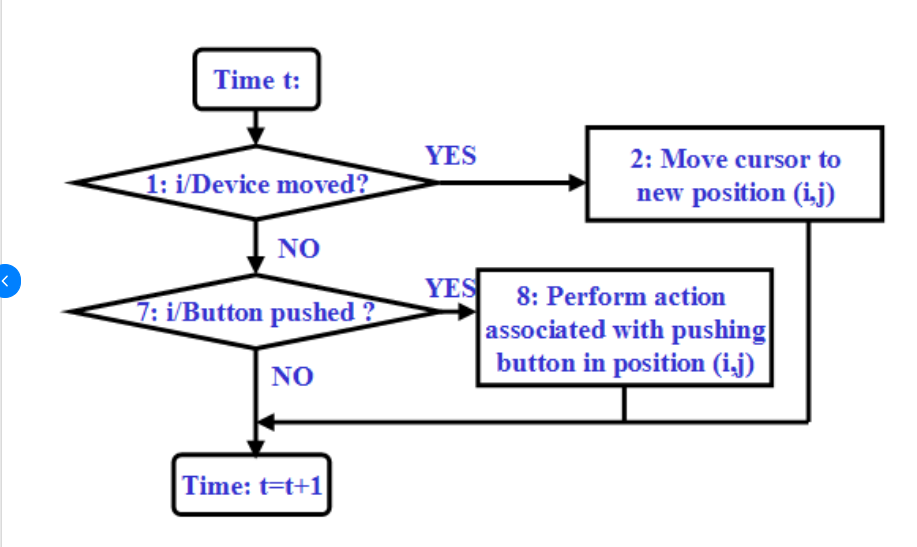 Time t:
YES
1: i/Device moved?
2: Move cursor to
new position (i,j)
NO
YES
7: i/Button pushed ?
8: Perform action
associated with pushing
button in position (i,j)
NO
Time: t=t+1